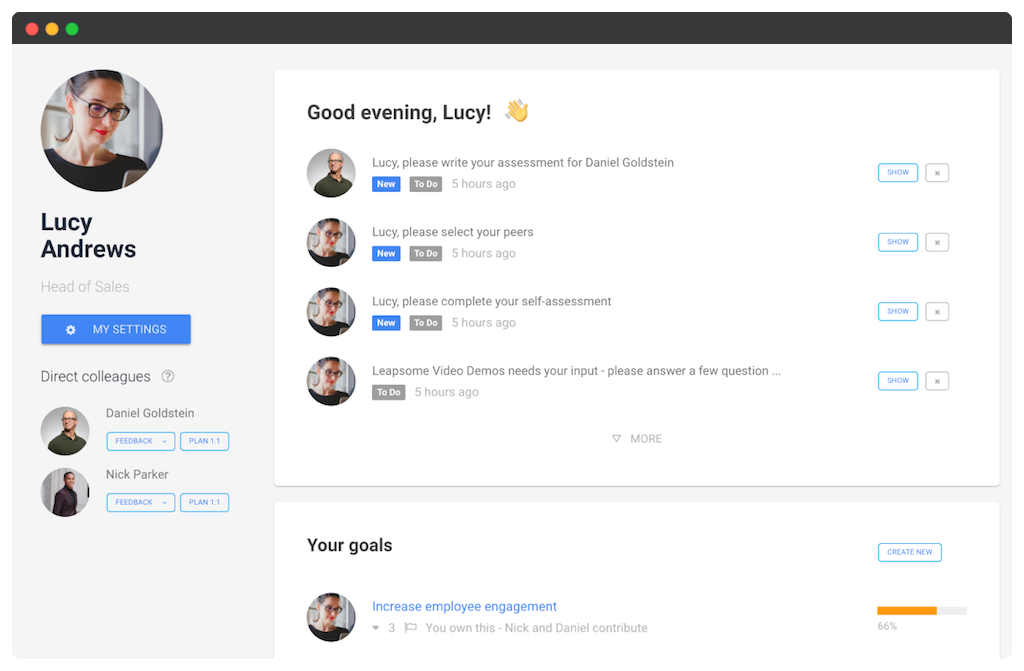 Lucy
Andrews
Head of Sales
MY SETTINGS
Direct colleagues ?
Daniel Goldstein
FEEDBACK PLAN 1:1
Nick Parker
FEEDBACK PLAN 1:1
Good evening, Lucy!
Lucy, please write your assessment for Daniel Goldstein
New To Do 5 hours ago
SHOW ×
Lucy, please select your peers
New To Do 5 hours ago
SHOW ×
Lucy, please complete your self-assessment
New To Do 5 hours ago
SHOW ×
Leapsome Video Demos needs your input - please answer a few question ...
To Do 5 hours ago
SHOW ×
MORE
Your goals
CREATE NEW
Increase employee engagement
3 You own this - Nick and Daniel contribute
66%